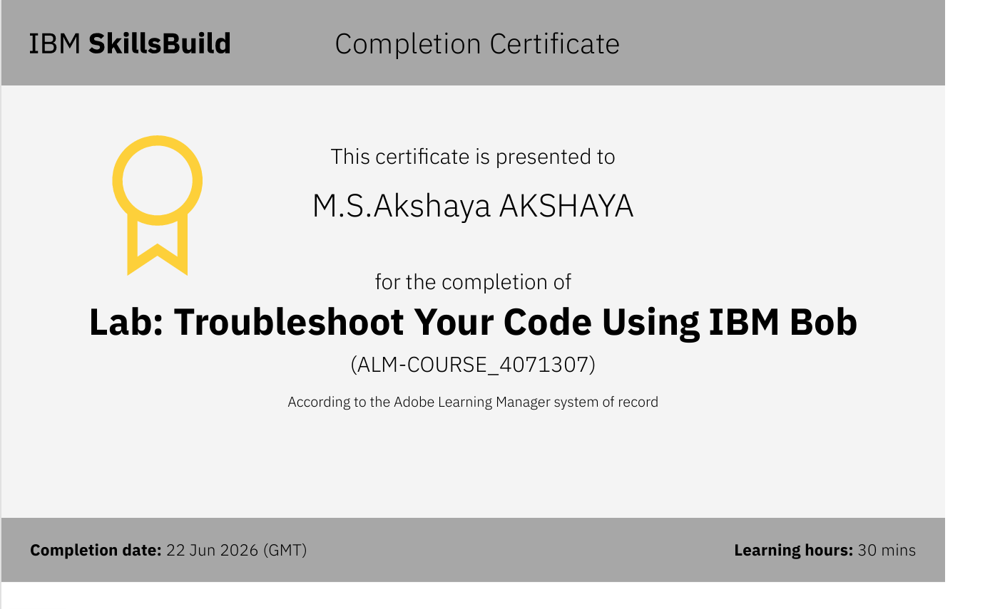 IBM SkillsBuild
Completion Certificate
This certificate is presented to
M.S.Akshaya AKSHAYA
for the completion of
Lab: Troubleshoot Your Code Using IBM Bob
(ALM-COURSE_4071307)
According to the Adobe Learning Manager system of record
Completion date: 22 Jun 2026 (GMT)
Learning hours: 30 mins